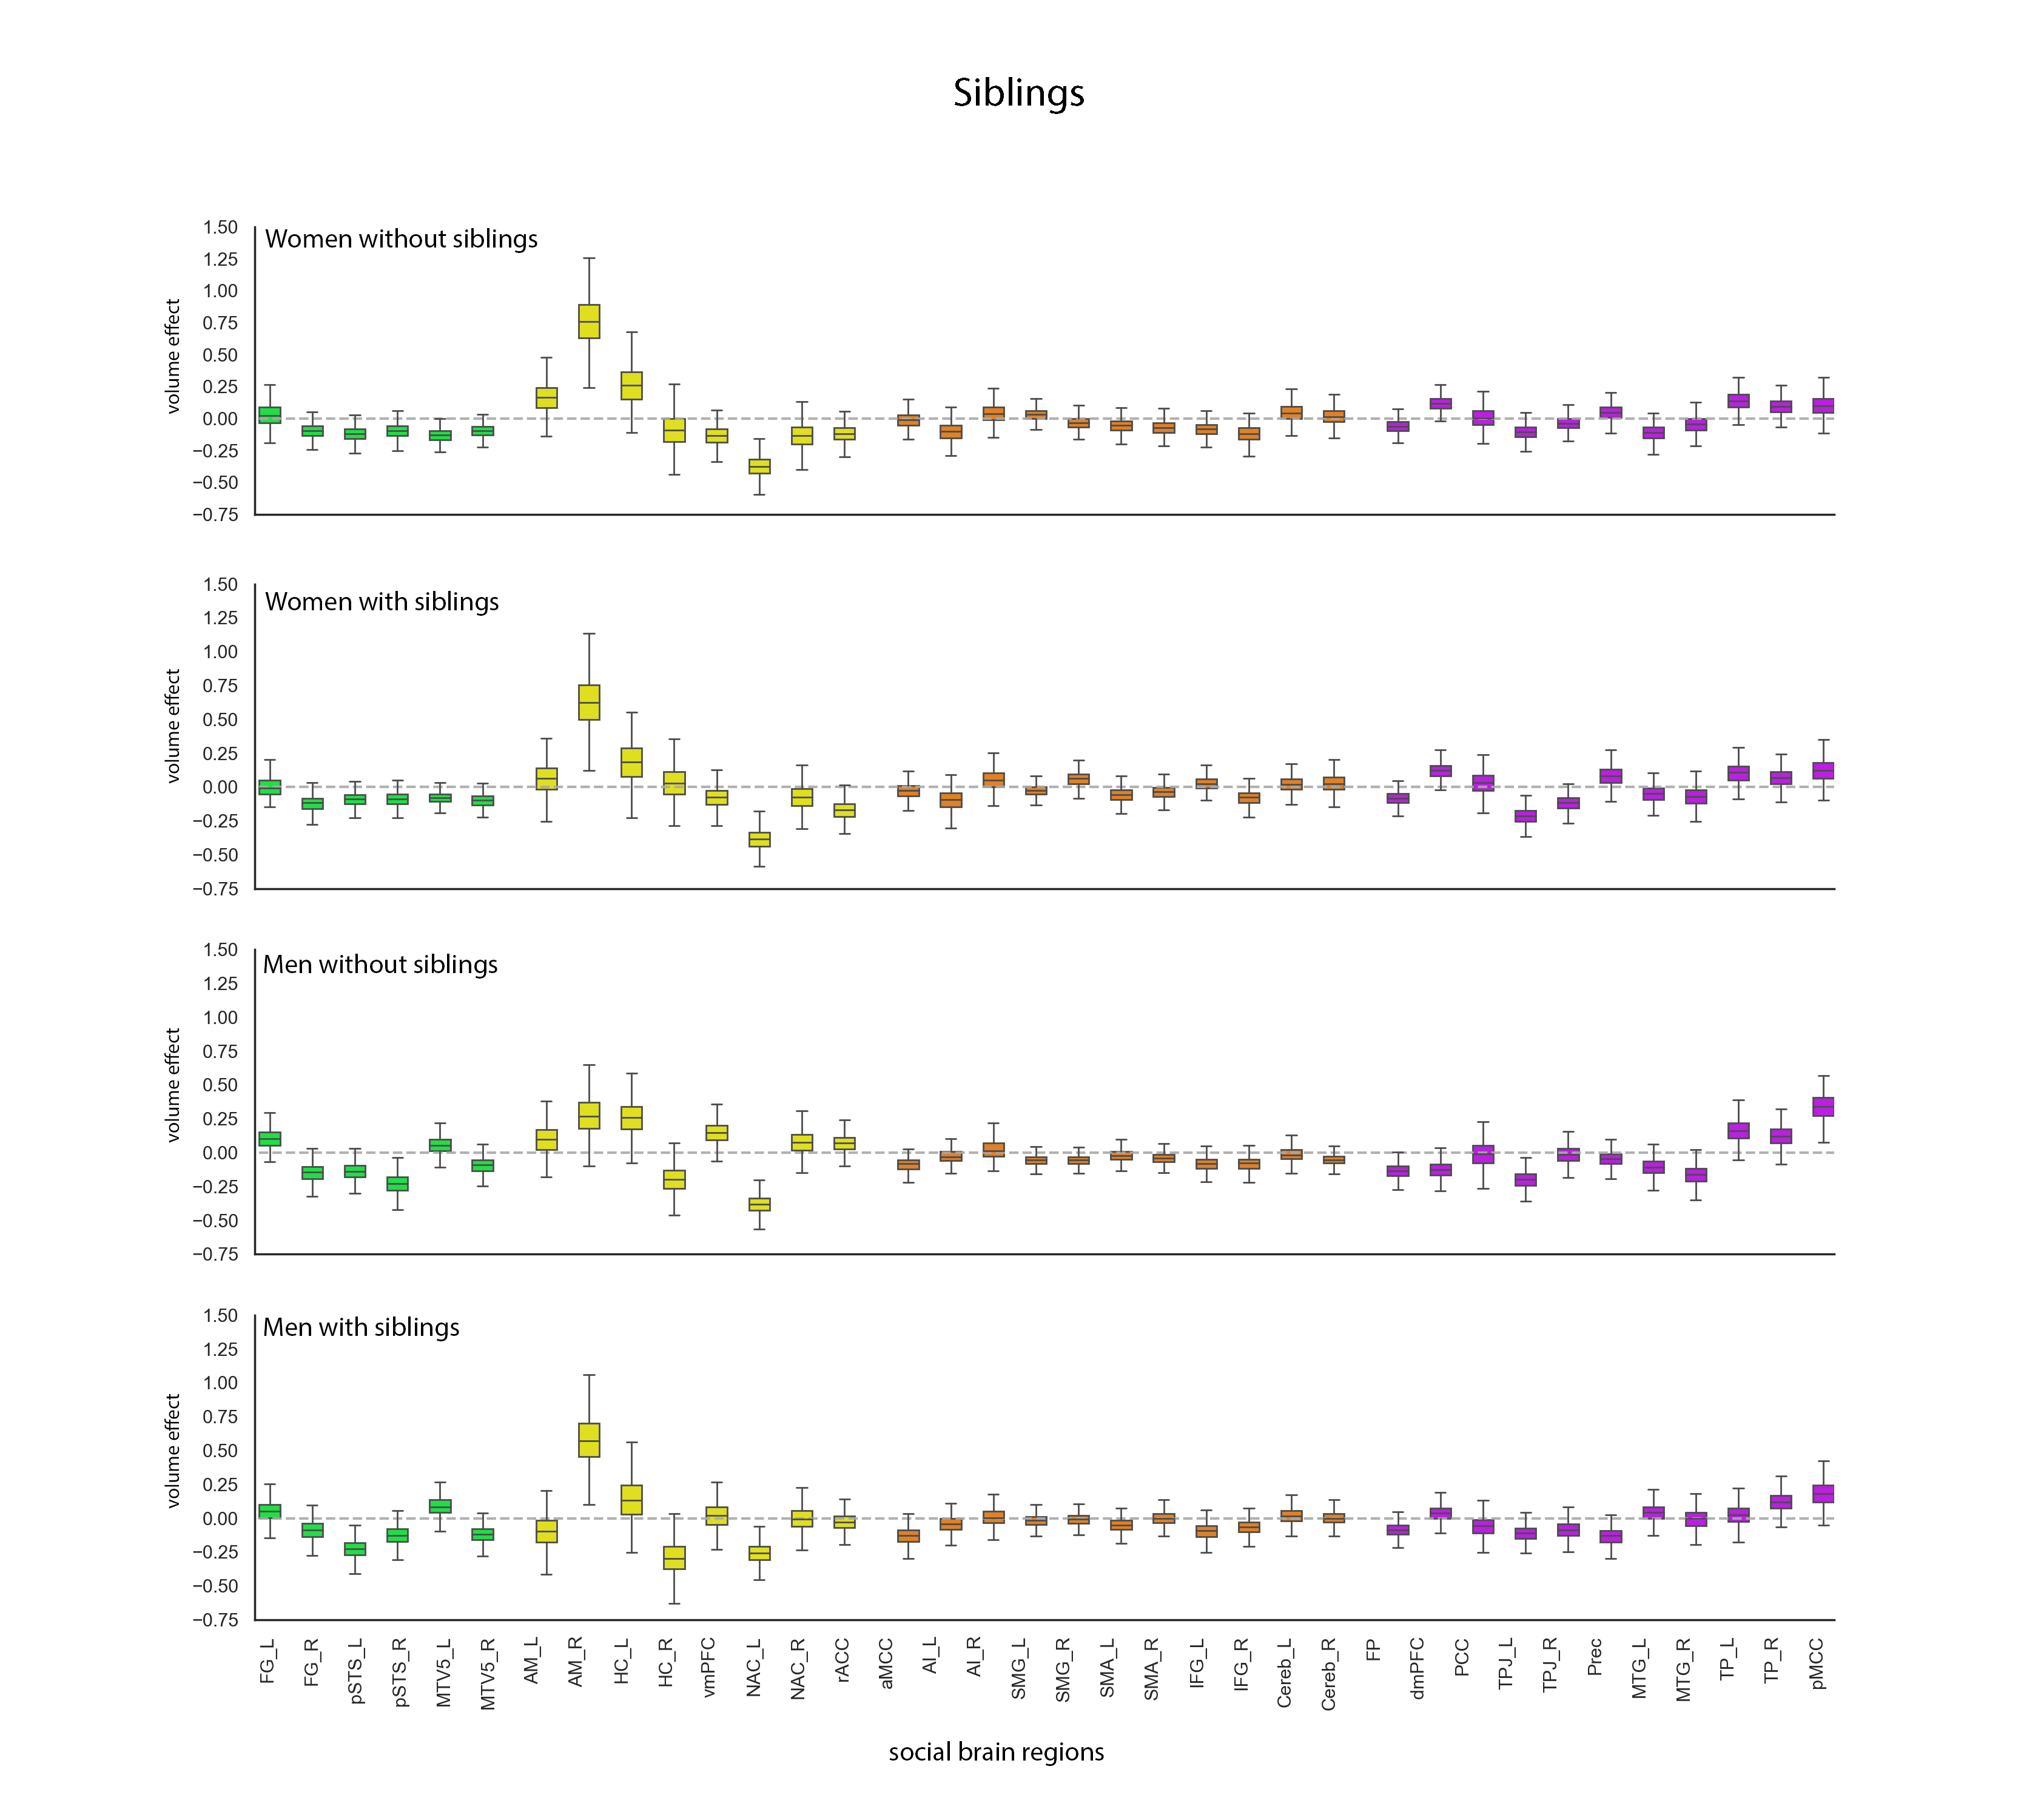 Siblings
Women without siblings
1.50
1.25
1.00
0.75
0.50
0.25
0.00
−0.25
−0.50
−0.75
volume effect
Women with siblings
1.50
1.25
1.00
0.75
0.50
0.25
0.00
−0.25
−0.50
−0.75
volume effect
Men without siblings
1.50
1.25
1.00
0.75
0.50
0.25
0.00
−0.25
−0.50
−0.75
volume effect
Men with siblings
1.50
1.25
1.00
0.75
0.50
0.25
0.00
−0.25
−0.50
−0.75
volume effect
FG_L
FG_R
pSTS_L
pSTS_R
MTV5_L
MTV5_R
AM_L
AM_R
HC_L
HC_R
vmPFC
NAC_L
NAC_R
rACC
aMCC
AI_L
AI_R
SMG_L
SMG_R
SMA_L
SMA_R
IFG_L
IFG_R
Cereb_L
Cereb_R
FP
dmPFC
PCC
TPJ_L
TPJ_R
Prec
MTG_L
MTG_R
TP_L
TP_R
pMCC
social brain regions